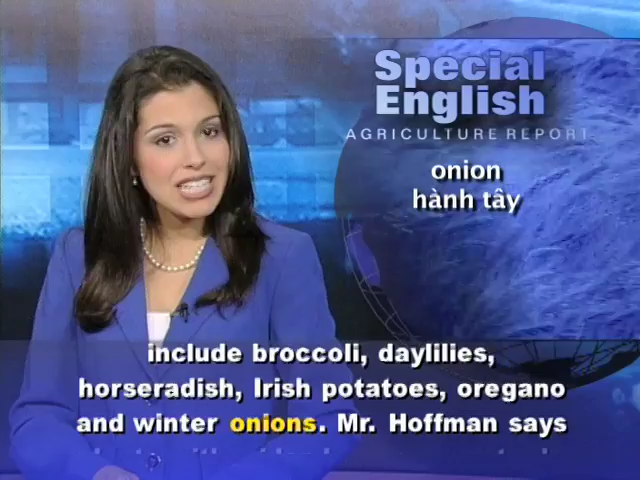 Special
English
AGRICULTURE REPORT
onion
hành tây
include broccoli, daylilies,
horseradish, Irish potatoes, oregano
and winter onions. Mr. Hoffman says